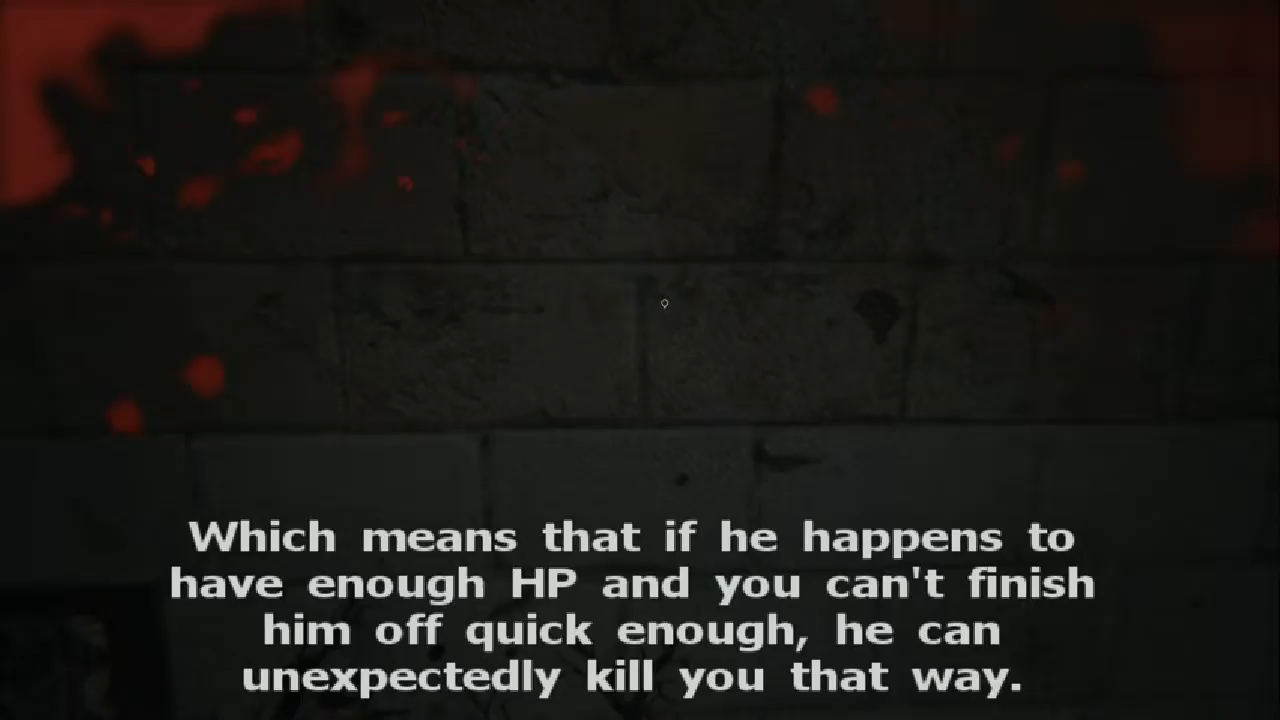 Which means that if he happens to
have enough HP and you can't finish
him off quick enough, he can
unexpectedly kill you that way.